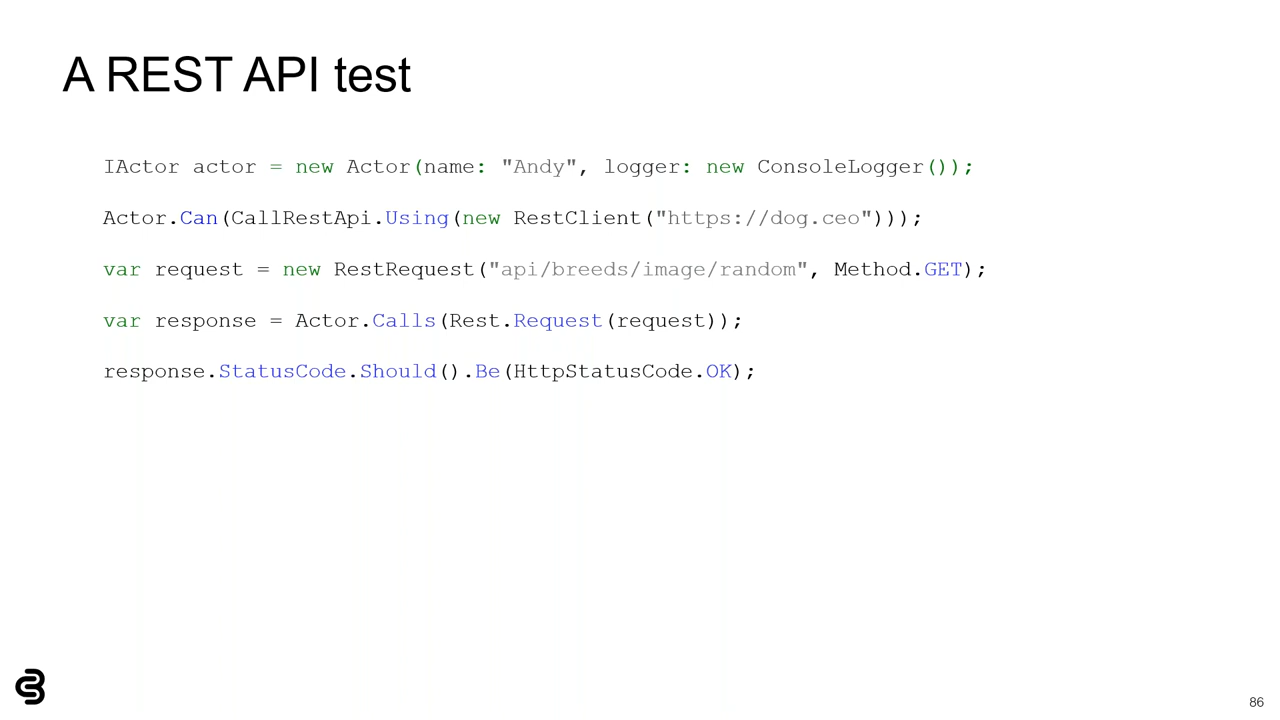 A REST API test
IActor actor = new Actor(name: "Andy", logger: new ConsoleLogger());
Actor.Can(CallRestApi.Using(new RestClient("https://dog.ceo")));
var request = new RestRequest("api/breeds/image/random", Method.GET);
var response = Actor.Calls(Rest.Request(request));
response.StatusCode.Should().Be(HttpStatusCode.OK);
86